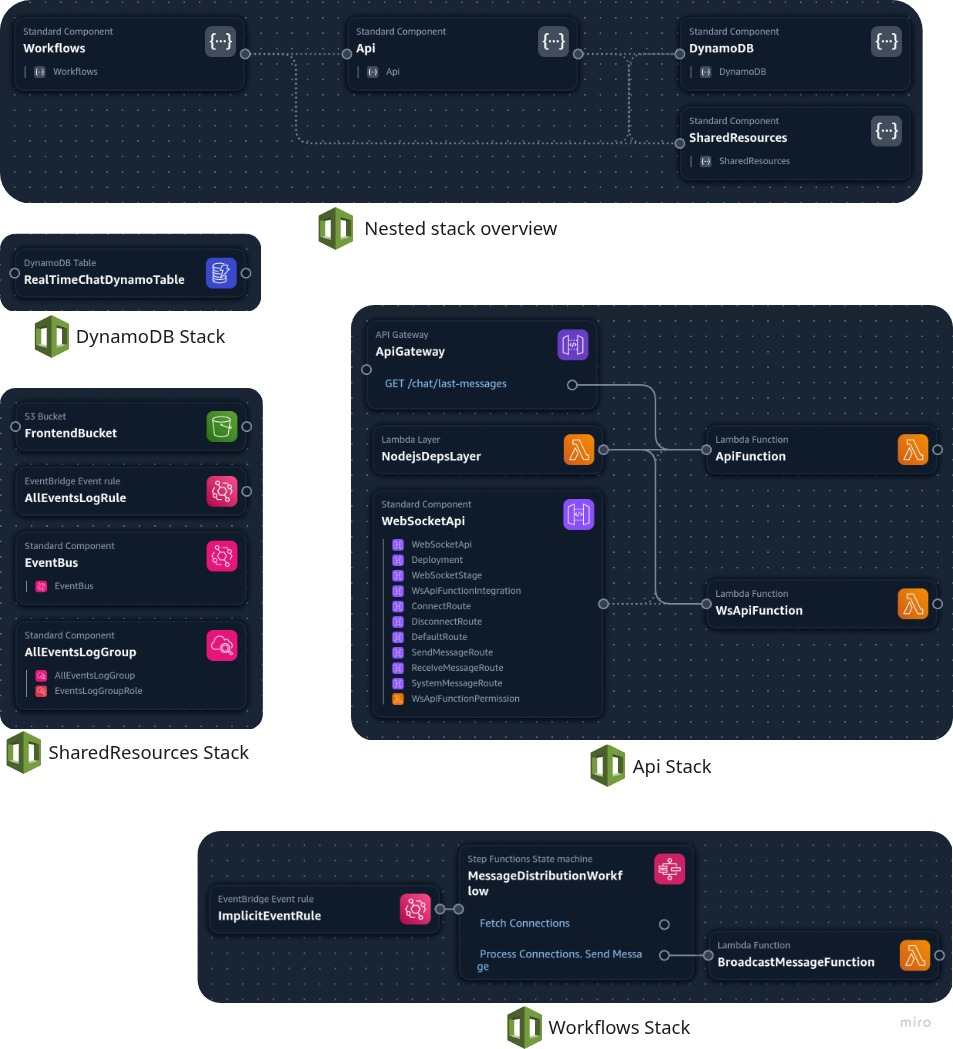 Standard Component
Workflows
{···}
Workflows
Standard Component
Api
{···}
Api
Standard Component
DynamoDB
{···}
DynamoDB
Standard Component
SharedResources
{···}
SharedResources
Nested stack overview
DynamoDB Table
RealTimeChatDynamoTable
DynamoDB Stack
S3 Bucket
FrontendBucket
EventBridge Event rule
AllEventsLogRule
Standard Component
EventBus
EventBus
Standard Component
AllEventsLogGroup
AllEventsLogGroup
EventsLogGroupRole
SharedResources Stack
API Gateway
ApiGateway
GET /chat/last-messages
Lambda Layer
NodejsDepsLayer
Standard Component
WebSocketApi
WebSocketApi
Deployment
WebSocketStage
WsApiFunctionIntegration
ConnectRoute
DisconnectRoute
DefaultRoute
SendMessageRoute
ReceiveMessageRoute
SystemMessageRoute
WsApiFunctionPermission
Lambda Function
ApiFunction
Lambda Function
WsApiFunction
Api Stack
EventBridge Event rule
ImplicitEventRule
Step Functions State machine
MessageDistributionWorkf
low
Fetch Connections
Process Connections. Send Messa
ge
Lambda Function
BroadcastMessageFunction
Workflows Stack
miro